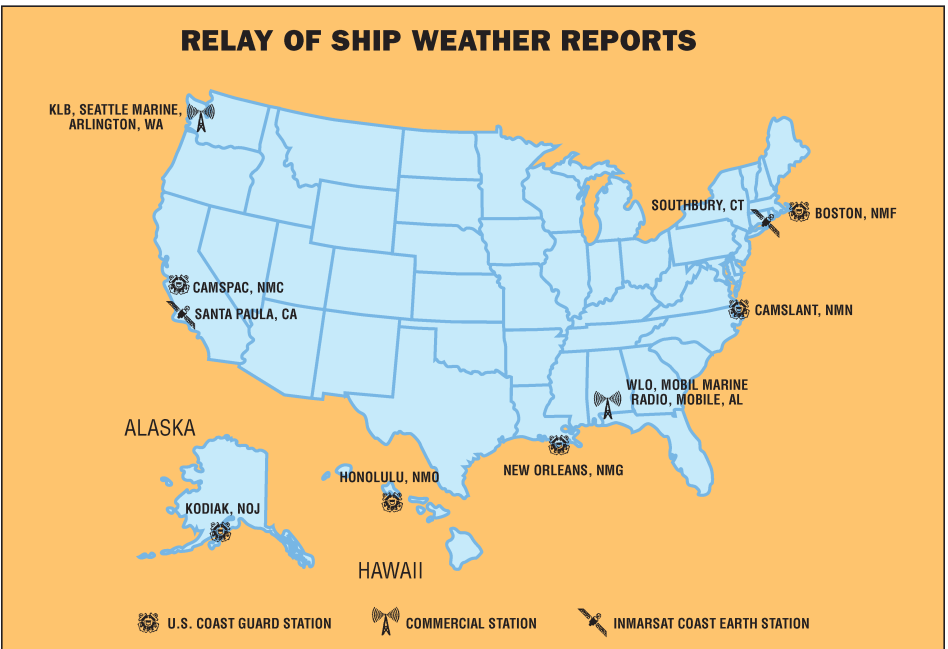 RELAY OF SHIP WEATHER REPORTS
KLB, SEATTLE MARINE,
ARLINGTON, WA
SOUTHBURY, CT
BOSTON, NMF
CAMSPAC, NMC
SANTA PAULA, CA
CAMSLANT, NMN
WLO, MOBIL MARINE
RADIO, MOBILE, AL
ALASKA
NEW ORLEANS, NMG
HONOLULU, NMO
KODIAK, NOJ
HAWAII
U.S. COAST GUARD STATION
COMMERCIAL STATION
INMARSAT COAST EARTH STATION